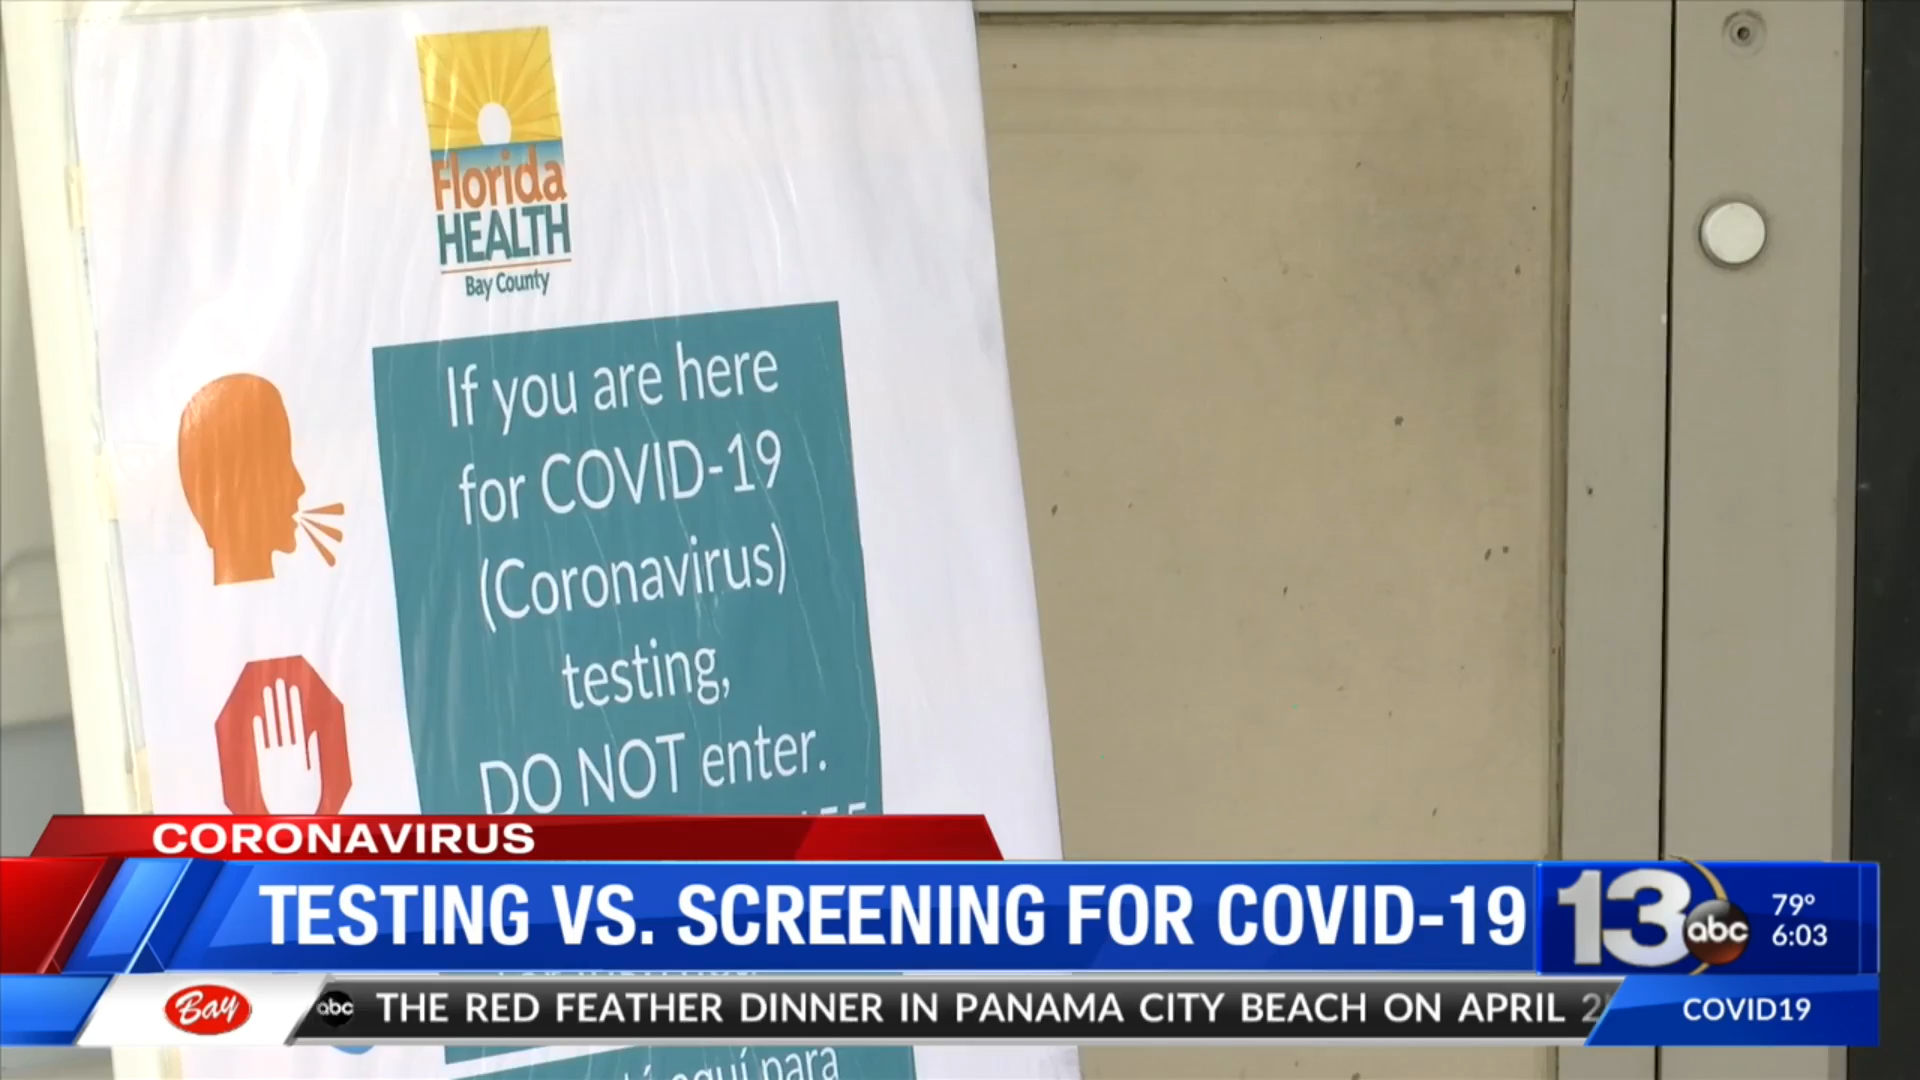 Florida
HEALTH
Bay County
If you are here
for COVID-19
(Coronavirus)
testing,
DO NOT enter.
CORONAVIRUS
TESTING VS. SCREENING FOR COVID-19
13 abc
79°
6:03
Bay
abc THE RED FEATHER DINNER IN PANAMA CITY BEACH ON APRIL
COVID19
aquí para